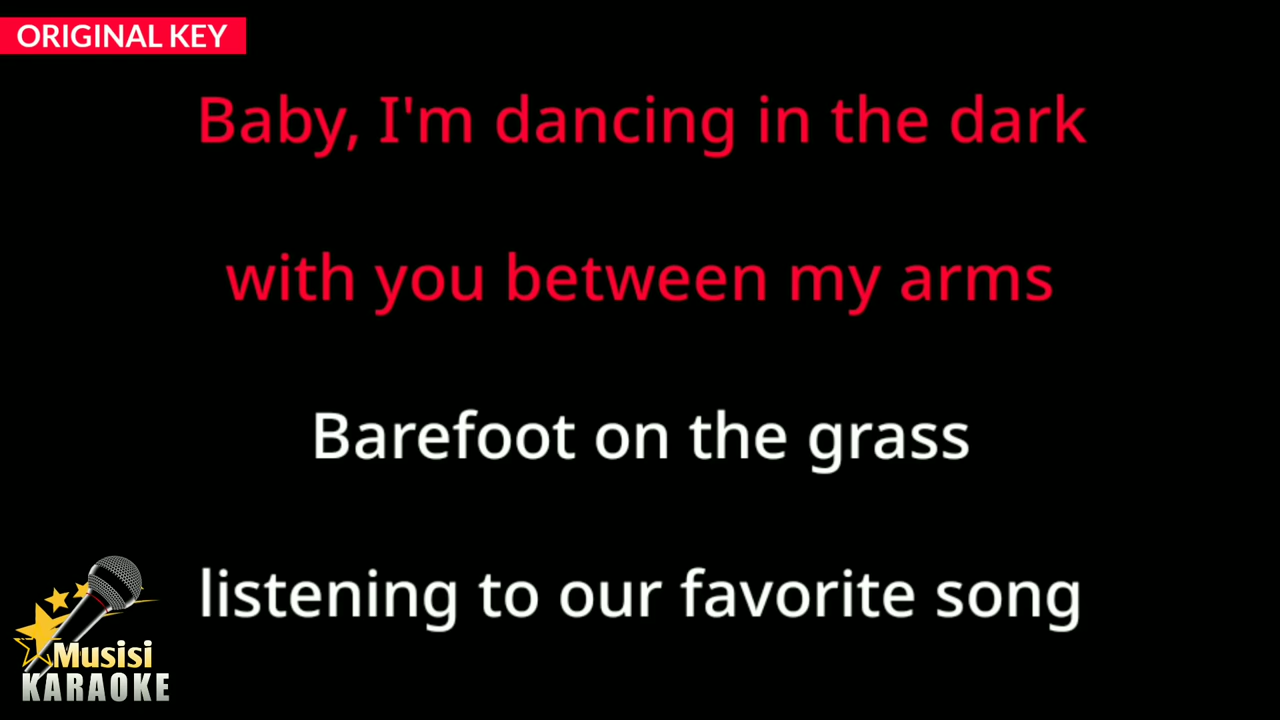 ORIGINAL KEY
Baby, I'm dancing in the dark
with you between my arms
Barefoot on the grass
listening to our favorite song
Musisi
KARAOKE